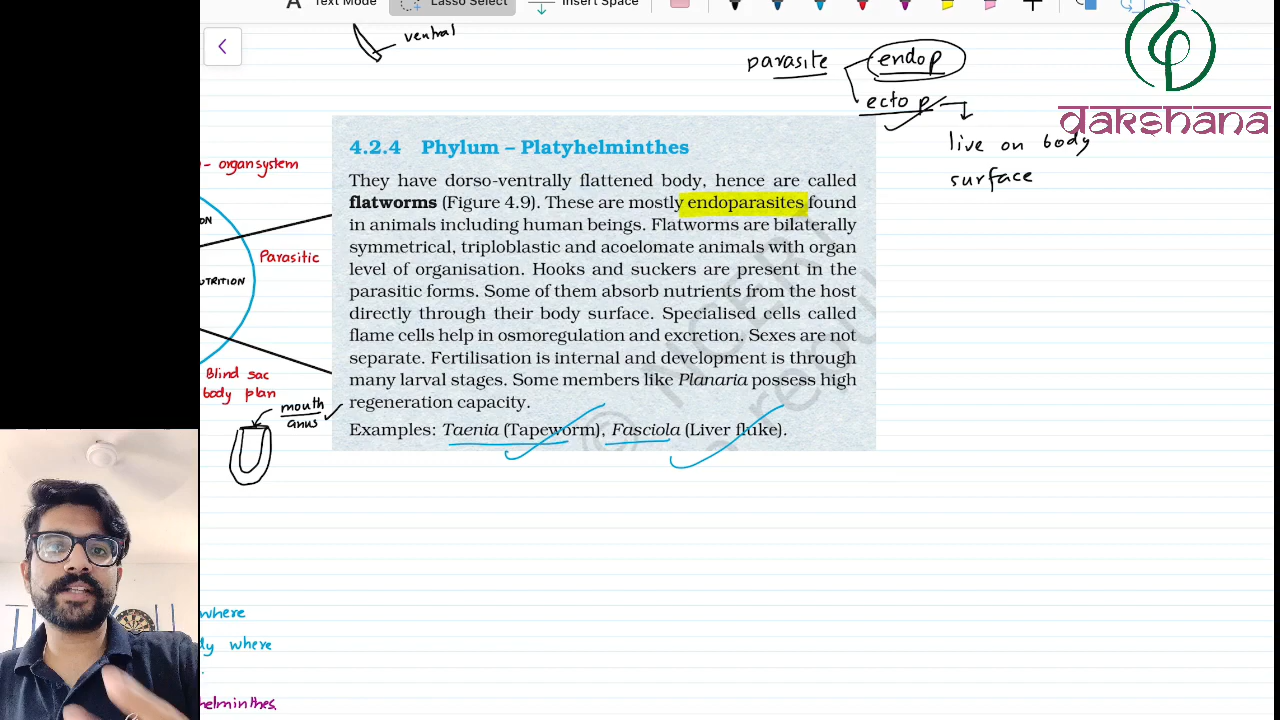 Text Mode
Lasso Select
Insert Space
ventral
parasite
endop
ectop
live on body
surface
dakshana
- organ system
ON
Parasitic
UTRITION
Blind sac
body plan
mouth
anus
4.2.4 Phylum – Platyhelminthes
They have dorso-ventrally flattened body, hence are called
flatworms (Figure 4.9). These are mostly endoparasites found
in animals including human beings. Flatworms are bilaterally
symmetrical, triploblastic and acoelomate animals with organ
level of organisation. Hooks and suckers are present in the
parasitic forms. Some of them absorb nutrients from the host
directly through their body surface. Specialised cells called
flame cells help in osmoregulation and excretion. Sexes are not
separate. Fertilisation is internal and development is through
many larval stages. Some members like Planaria possess high
regeneration capacity.
Examples: Taenia (Tapeworm), Fasciola (Liver fluke).
where
dy where
helminthes.